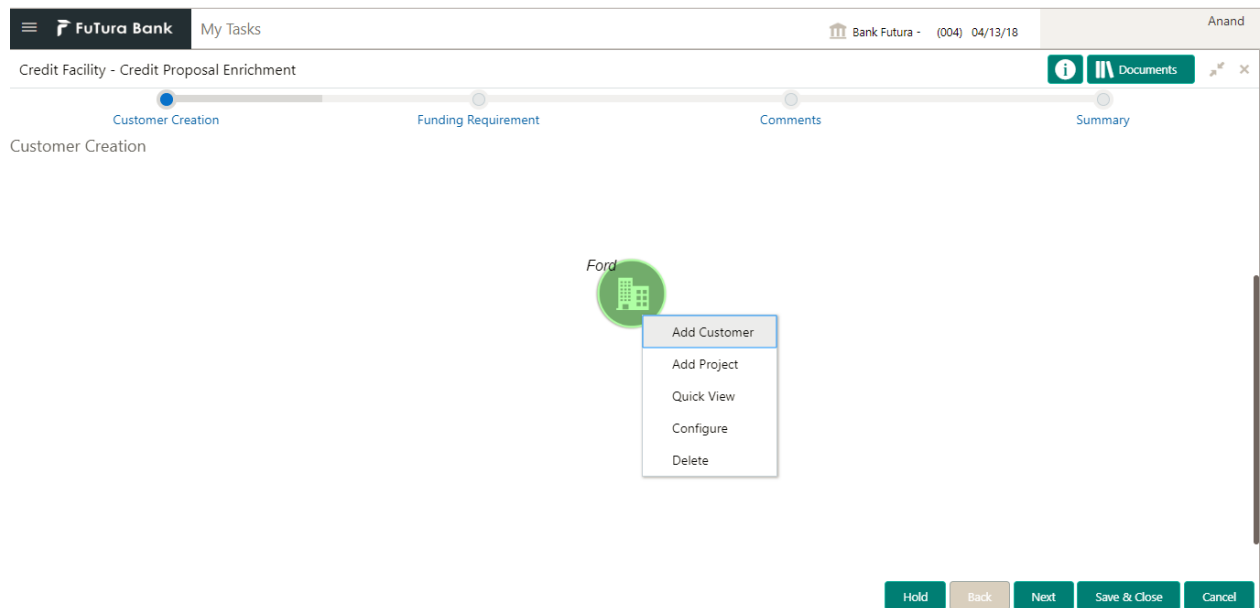 FuTura Bank My Tasks Bank Futura - (004) 04/13/18 Anand
Credit Facility - Credit Proposal Enrichment i Documents
Customer Creation Funding Requirement Comments Summary
Customer Creation
Ford
Add Customer
Add Project
Quick View
Configure
Delete
Hold Back Next Save & Close Cancel